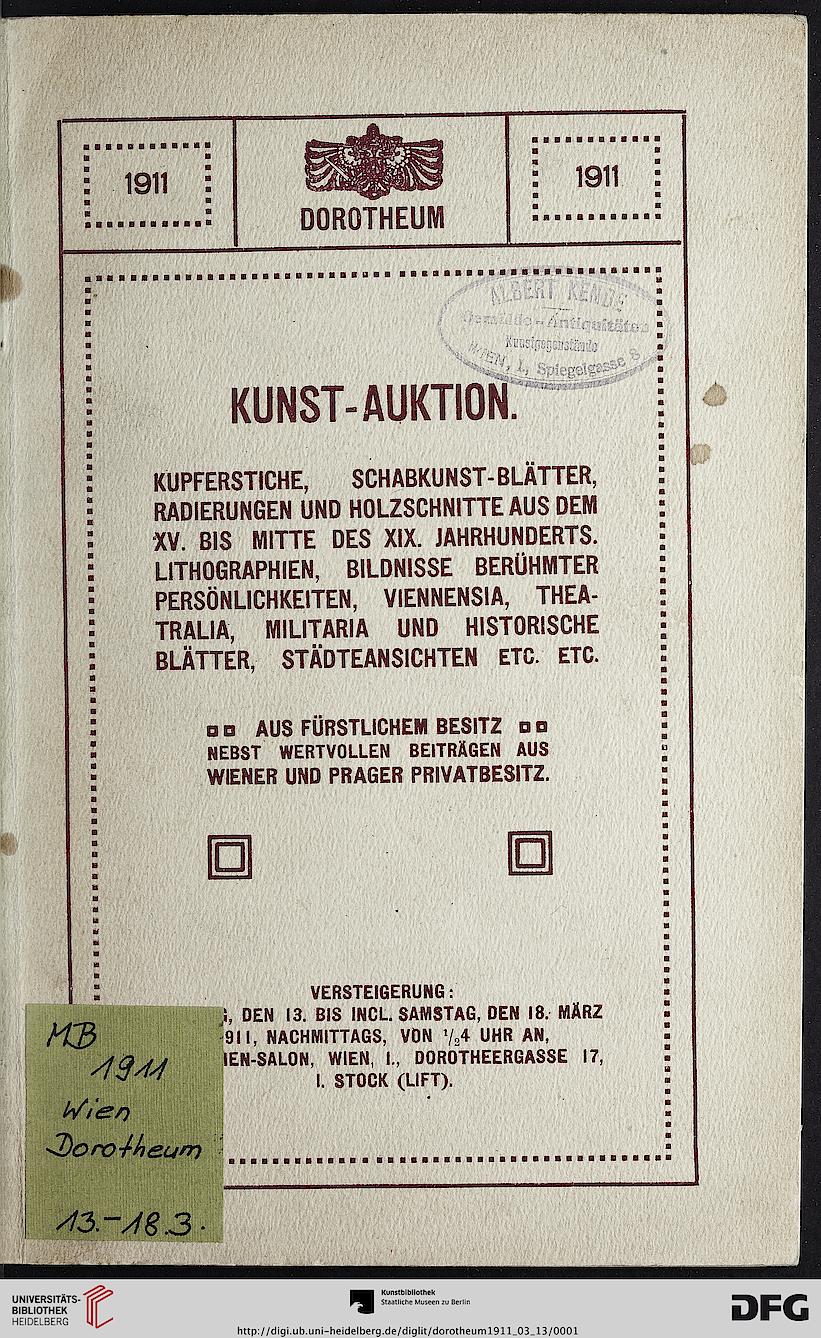 1911
DOROTHEUM
1911
ALBERT KENDE
Gemälde-Antiquitäten
Kunstgegenstände
WIEN, I., Spiegelgasse 8
KUNST-AUKTION.
KUPFERSTICHE, SCHABKUNST-BLÄTTER,
RADIERUNGEN UND HOLZSCHNITTE AUS DEM
XV. BIS MITTE DES XIX. JAHRHUNDERTS.
LITHOGRAPHIEN, BILDNISSE BERÜHMTER
PERSÖNLICHKEITEN, VIENNENSIA, THEA-
TRALIA, MILITARIA UND HISTORISCHE
BLÄTTER, STÄDTEANSICHTEN ETC. ETC.
AUS FÜRSTLICHEM BESITZ
NEBST WERTVOLLEN BEITRÄGEN AUS
WIENER UND PRAGER PRIVATBESITZ.
VERSTEIGERUNG:
, DEN 13. BIS INCL. SAMSTAG, DEN 18. MÄRZ
911, NACHMITTAGS, VON 1/24 UHR AN,
IEN-SALON, WIEN, I., DOROTHEERGASSE 17,
I. STOCK (LIFT).
MB
1911
Wien
Dorotheum
13.-18.3.
UNIVERSITÄTS-
BIBLIOTHEK
HEIDELBERG
Kunstbibliothek
Staatliche Museen zu Berlin
DFG
http://digi.ub.uni-heidelberg.de/diglit/dorotheum1911_03_13/0001